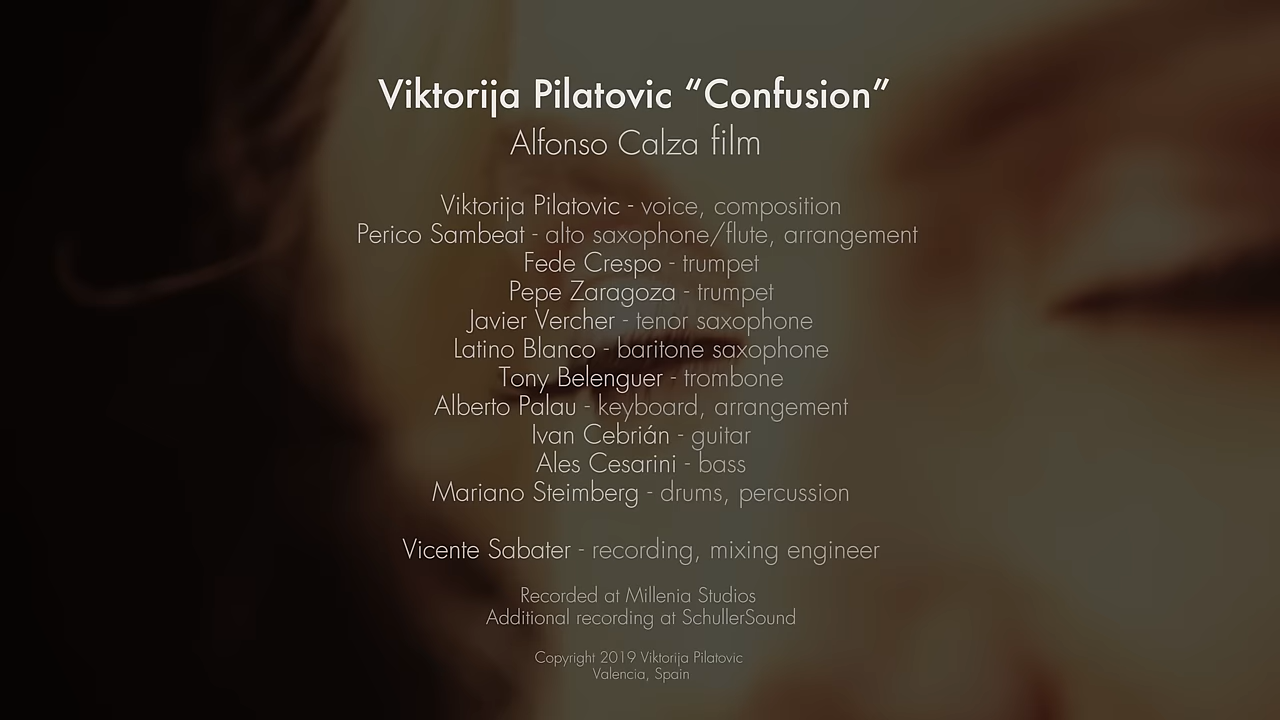 Viktorija Pilatovic “Confusion”
Alfonso Calza film
Viktorija Pilatovic - voice, composition
Perico Sambeat - alto saxophone/flute, arrangement
Fede Crespo - trumpet
Pepe Zaragoza - trumpet
Javier Vercher - tenor saxophone
Latino Blanco - baritone saxophone
Tony Belenguer - trombone
Alberto Palau - keyboard, arrangement
Ivan Cebrián - guitar
Ales Cesarini - bass
Mariano Steimberg - drums, percussion
Vicente Sabater - recording, mixing engineer
Recorded at Millenia Studios
Additional recording at SchullerSound
Copyright 2019 Viktorija Pilatovic
Valencia, Spain